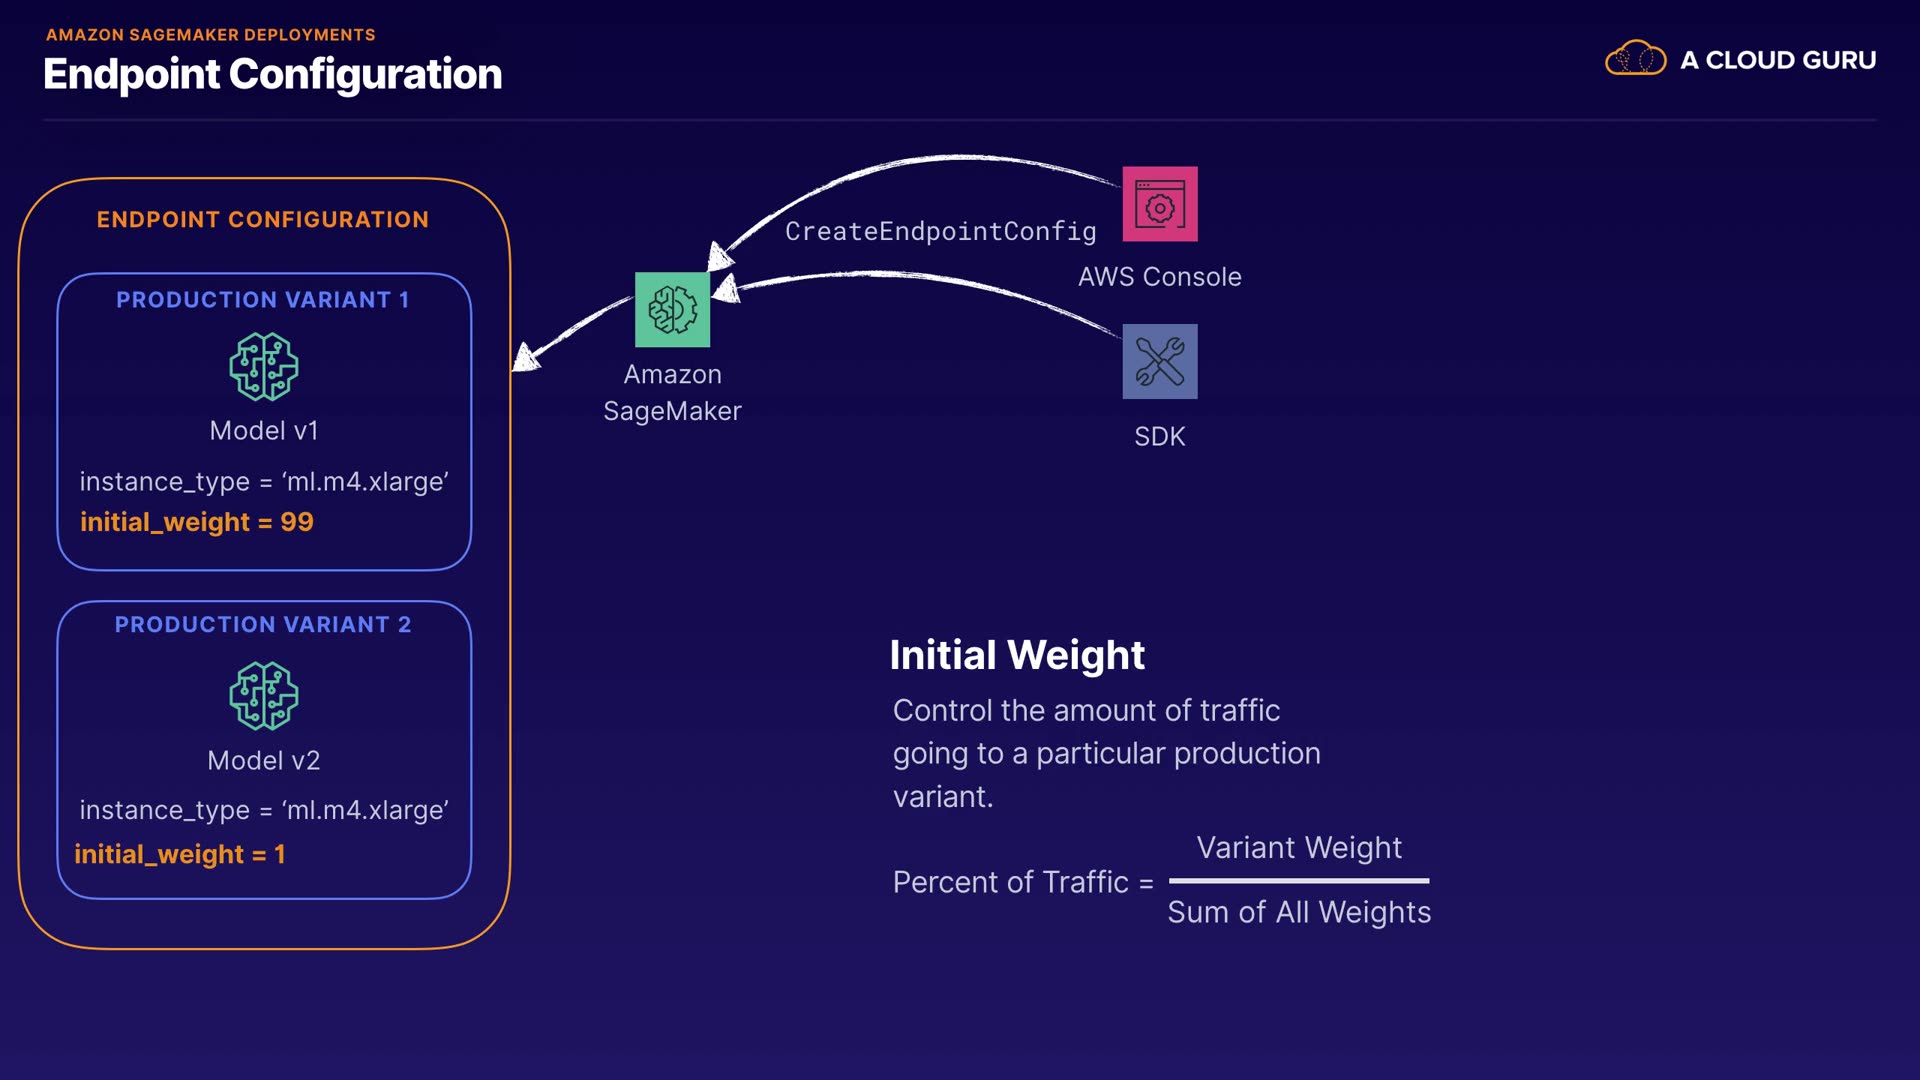 AMAZON SAGEMAKER DEPLOYMENTS
Endpoint Configuration
A CLOUD GURU
ENDPOINT CONFIGURATION
PRODUCTION VARIANT 1
Model v1
instance_type = ‘ml.m4.xlarge’
initial_weight = 99
PRODUCTION VARIANT 2
Model v2
instance_type = ‘ml.m4.xlarge’
initial_weight = 1
Amazon
SageMaker
CreateEndpointConfig
AWS Console
SDK
Initial Weight
Control the amount of traffic
going to a particular production
variant.
Percent of Traffic =
Variant Weight
Sum of All Weights